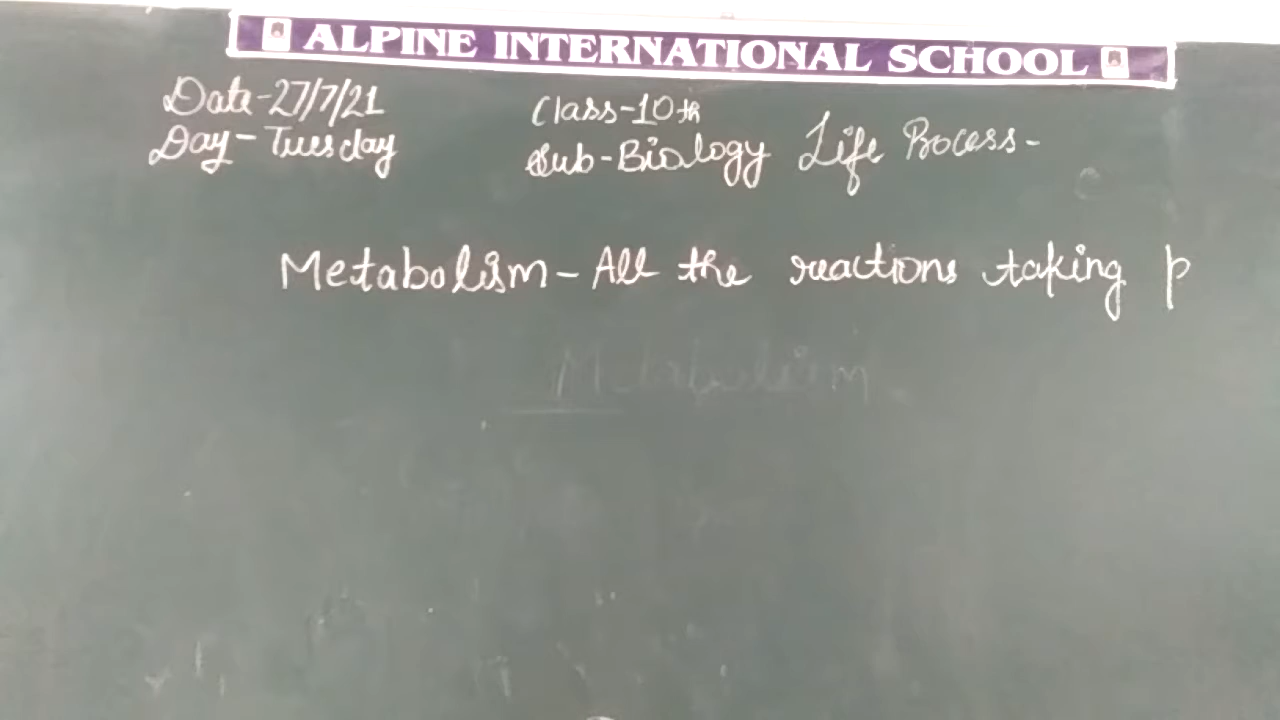 ALPINE INTERNATIONAL SCHOOL
Date-27/7/21
Class-10th
Day-Tuesday
Sub-Biology Life Process-
Metabolism-All the reactions taking p
Metabolism